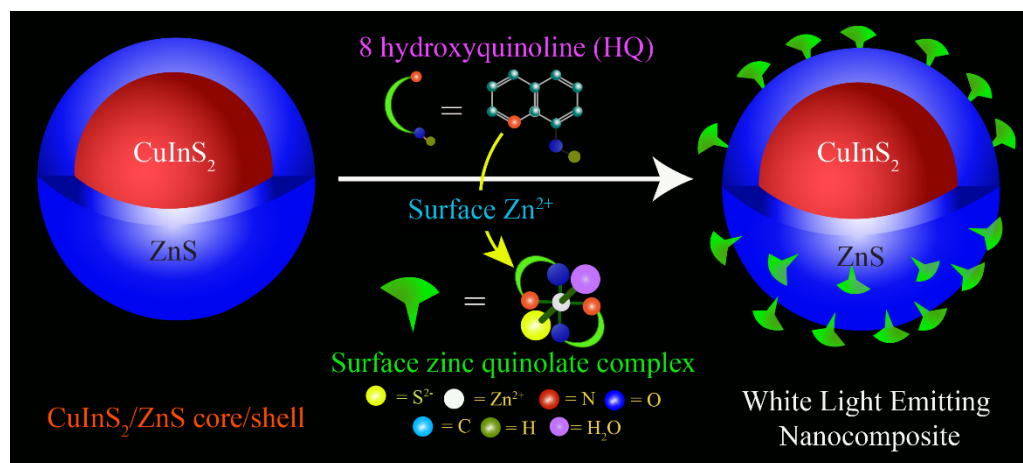 8 hydroxyquinoline (HQ)
CuInS₂
ZnS
=
Surface Zn²⁺
=
Surface zinc quinolate complex
= S²⁻ = Zn²⁺ = N = O
= C = H = H₂O
CuInS₂/ZnS core/shell
CuInS₂
ZnS
White Light Emitting
Nanocomposite